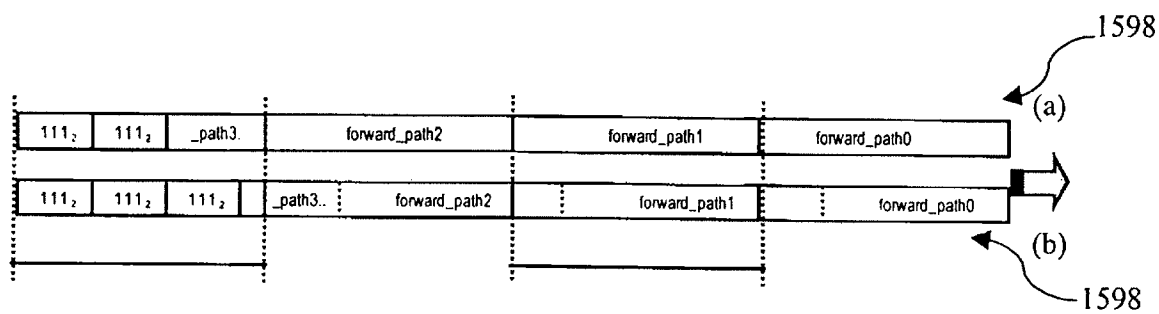 1598
(a)
111₂ 111₂ _path3. forward_path2 forward_path1 forward_path0
111₂ 111₂ 111₂ _path3.. forward_path2 forward_path1 forward_path0
(b)
1598